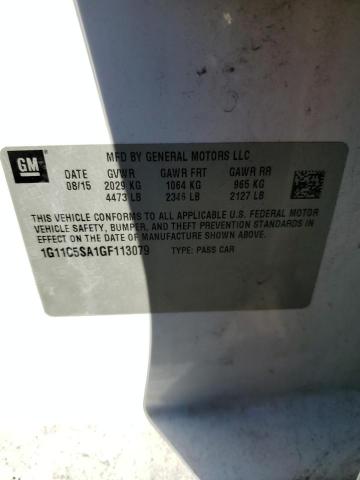 GM
MFD BY GENERAL MOTORS LLC
08/15
GVWR GAWR FRT GAWR RR
2029 KG 1064 KG 965 KG
4473 LB 2346 LB 2127 LB
THIS VEHICLE CONFORMS TO ALL APPLICABLE U.S. FEDERAL MOTOR
VEHICLE SAFETY, BUMPER, AND THEFT PREVENTION STANDARDS
IN EFFECT ON THE DATE OF MANUFACTURE SHOWN ABOVE.
1G11C5SA1GF113079 TYPE: PASS CAR